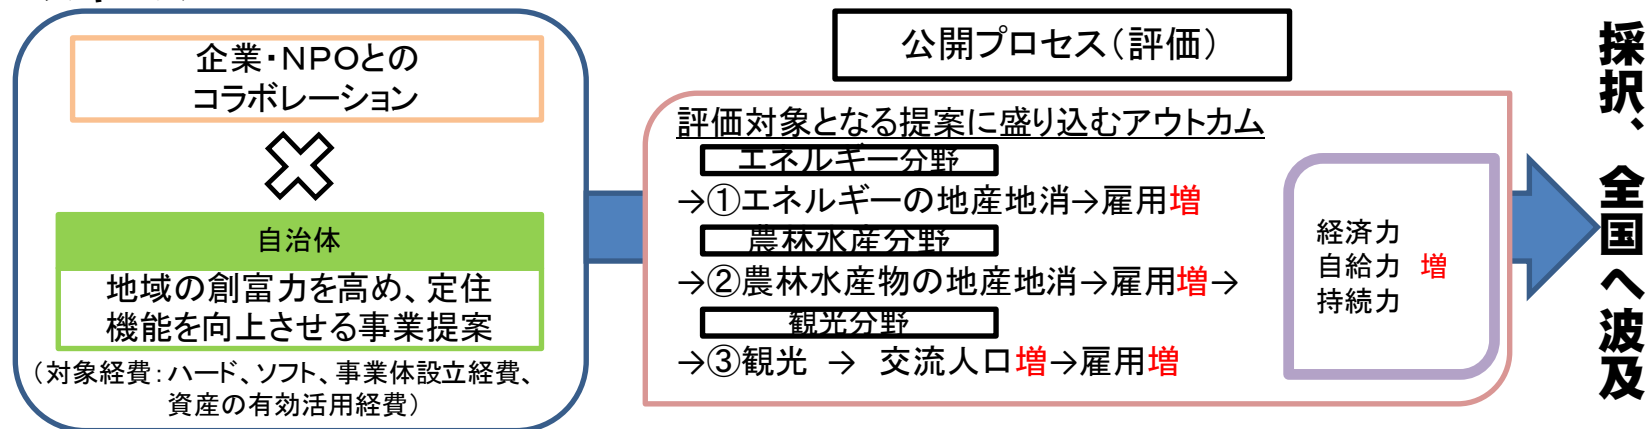 企業・NPOとの
コラボレーション
自治体
地域の創富力を高め、定住
機能を向上させる事業提案
（対象経費：ハード、ソフト、事業体設立経費、
資産の有効活用経費）
公開プロセス（評価）
評価対象となる提案に盛り込むアウトカム
エネルギー分野
→①エネルギーの地産地消→雇用増
農林水産分野
→②農林水産物の地産地消→雇用増→
観光分野
→③観光 → 交流人口増→雇用増
経済力
自給力 増
持続力
採択、全国へ波及